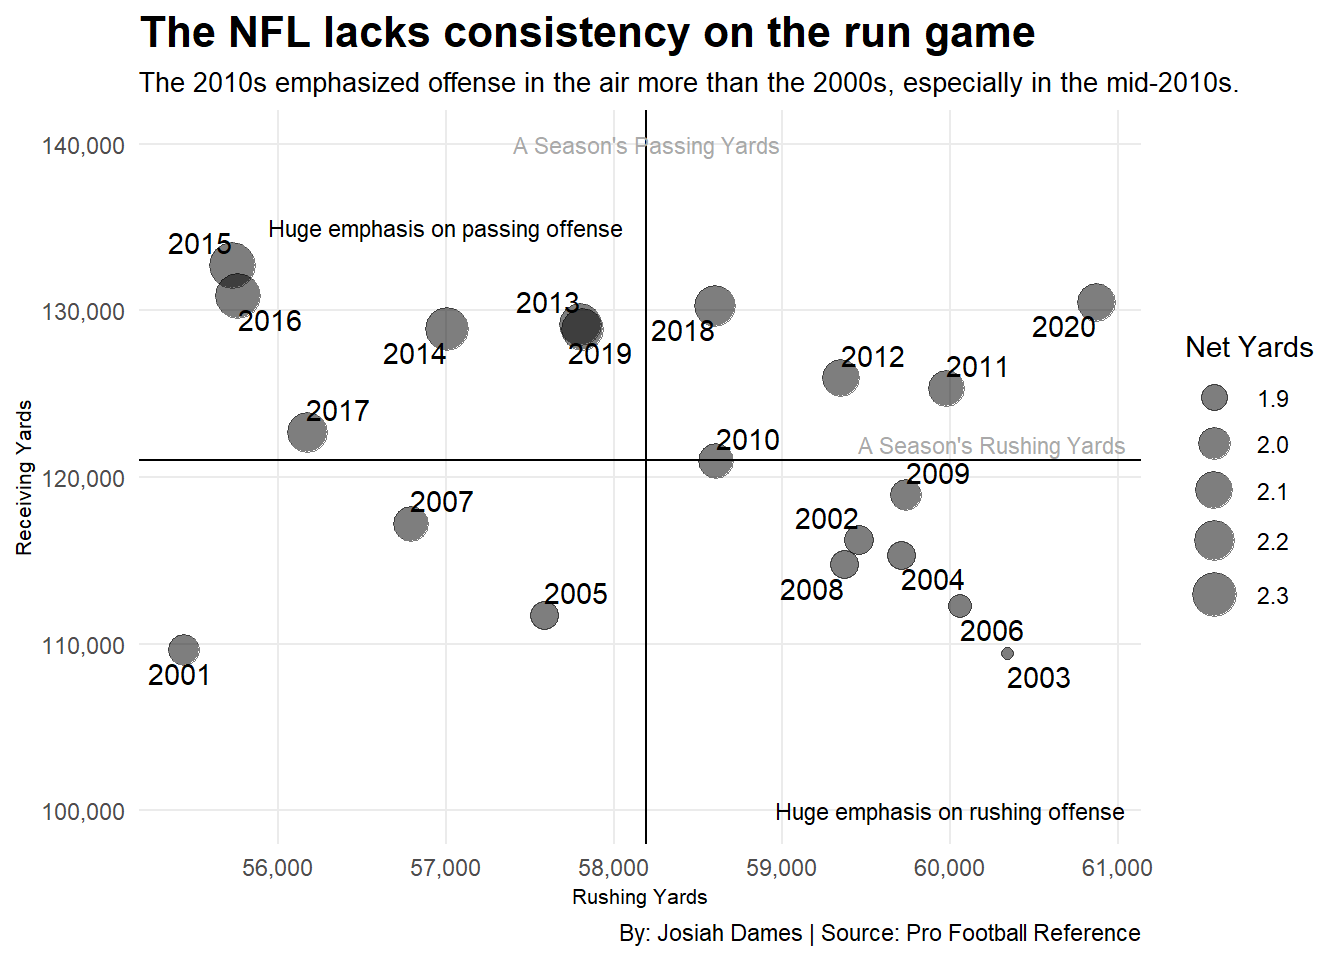 The NFL lacks consistency on the run game
The 2010s emphasized offense in the air more than the 2000s, especially in the mid-2010s.
140,000
A Season's Passing Yards
Huge emphasis on passing offense
2015
2016
2013
130,000
2018
2020
2014
2019
2012
2011
2017
2010
A Season's Rushing Yards
120,000
2009
2007
2002
2008
2004
2005
2006
110,000
2001
2003
100,000
Huge emphasis on rushing offense
Receiving Yards
56,000 57,000 58,000 59,000 60,000 61,000
Rushing Yards
Net Yards
1.9
2.0
2.1
2.2
2.3
By: Josiah Dames | Source: Pro Football Reference